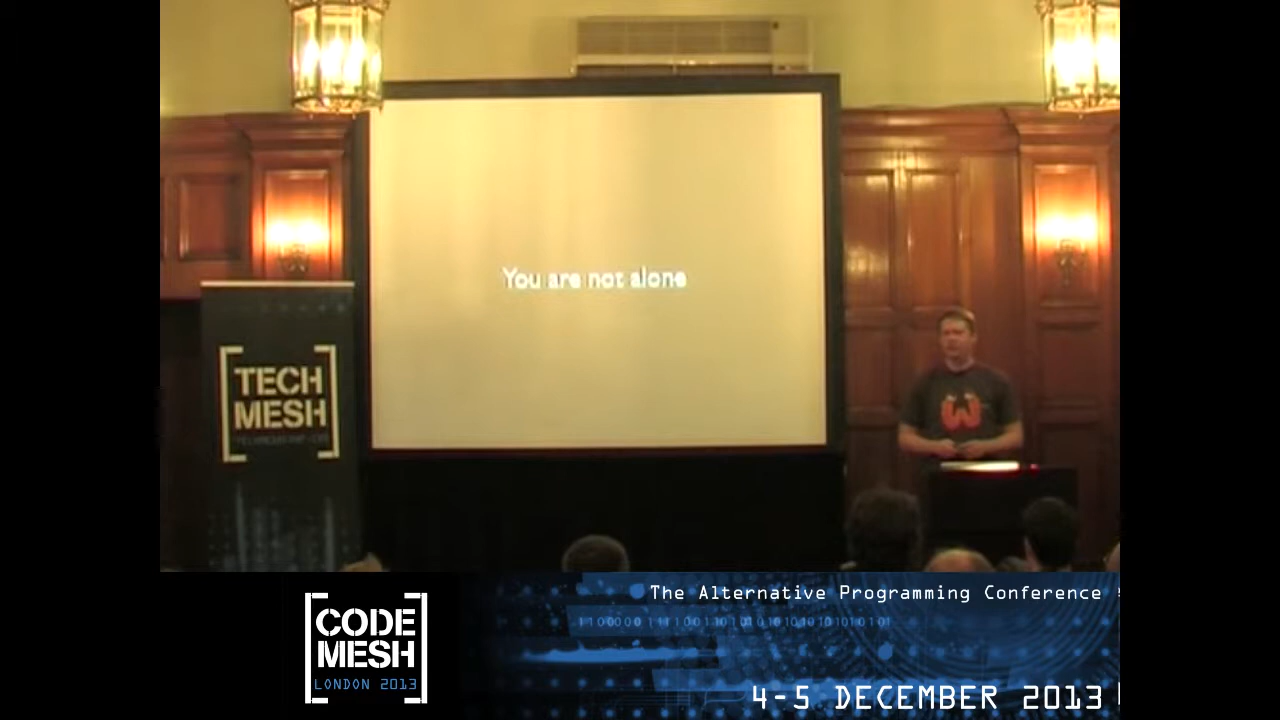 You are not alone
TECH
MESH
W
The Alternative Programming Conference
CODE
MESH
LONDON 2013
4-5 DECEMBER 2013